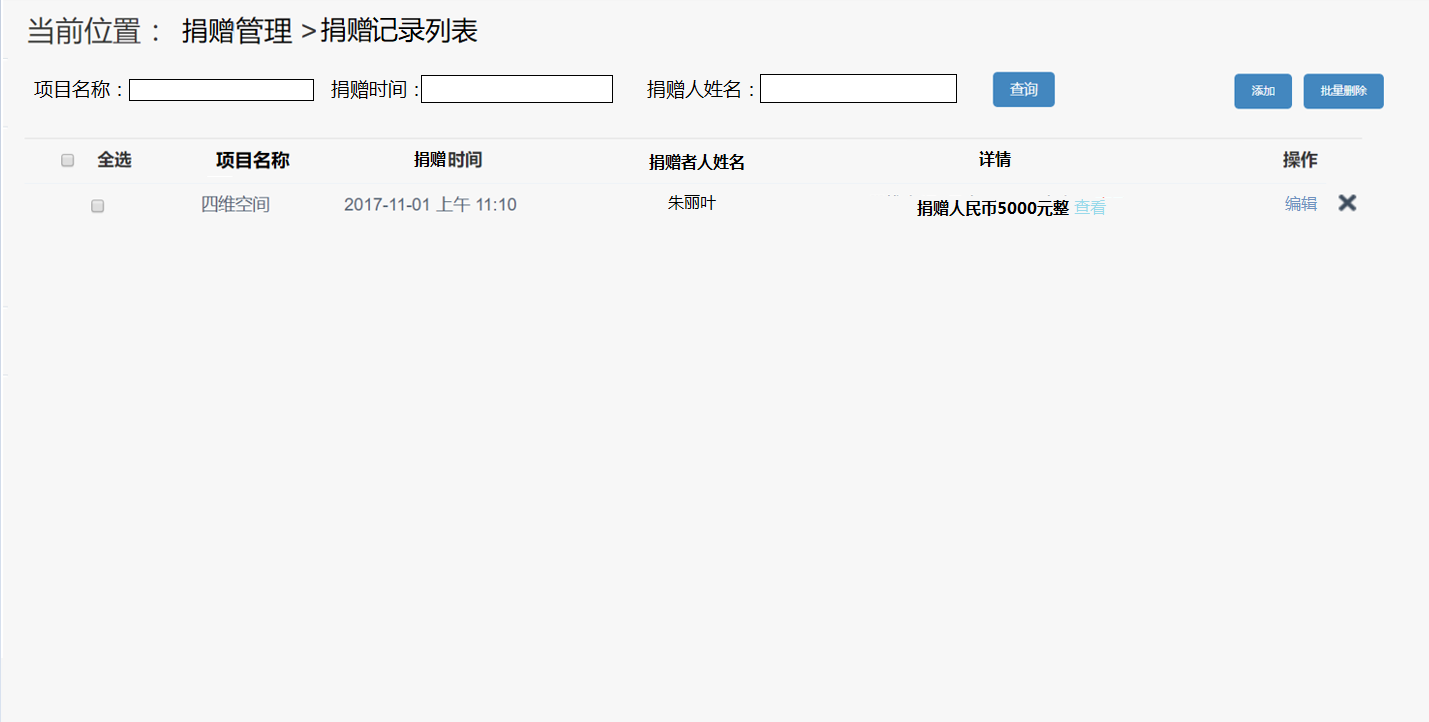 当前位置： 捐赠管理 >捐赠记录列表
项目名称： 捐赠时间： 捐赠人姓名： 查询 添加 批量删除
全选 项目名称 捐赠时间 捐赠者人姓名 详情 操作
四维空间 2017-11-01 上午 11:10 朱丽叶 捐赠人民币5000元整 查看 编辑